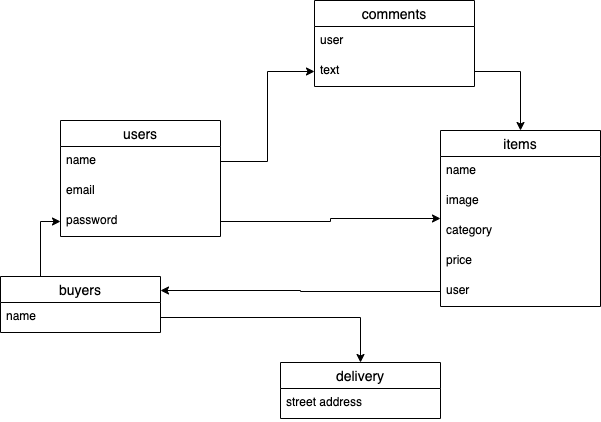 comments
user
text
users
name
email
password
items
name
image
category
price
user
buyers
name
delivery
street address